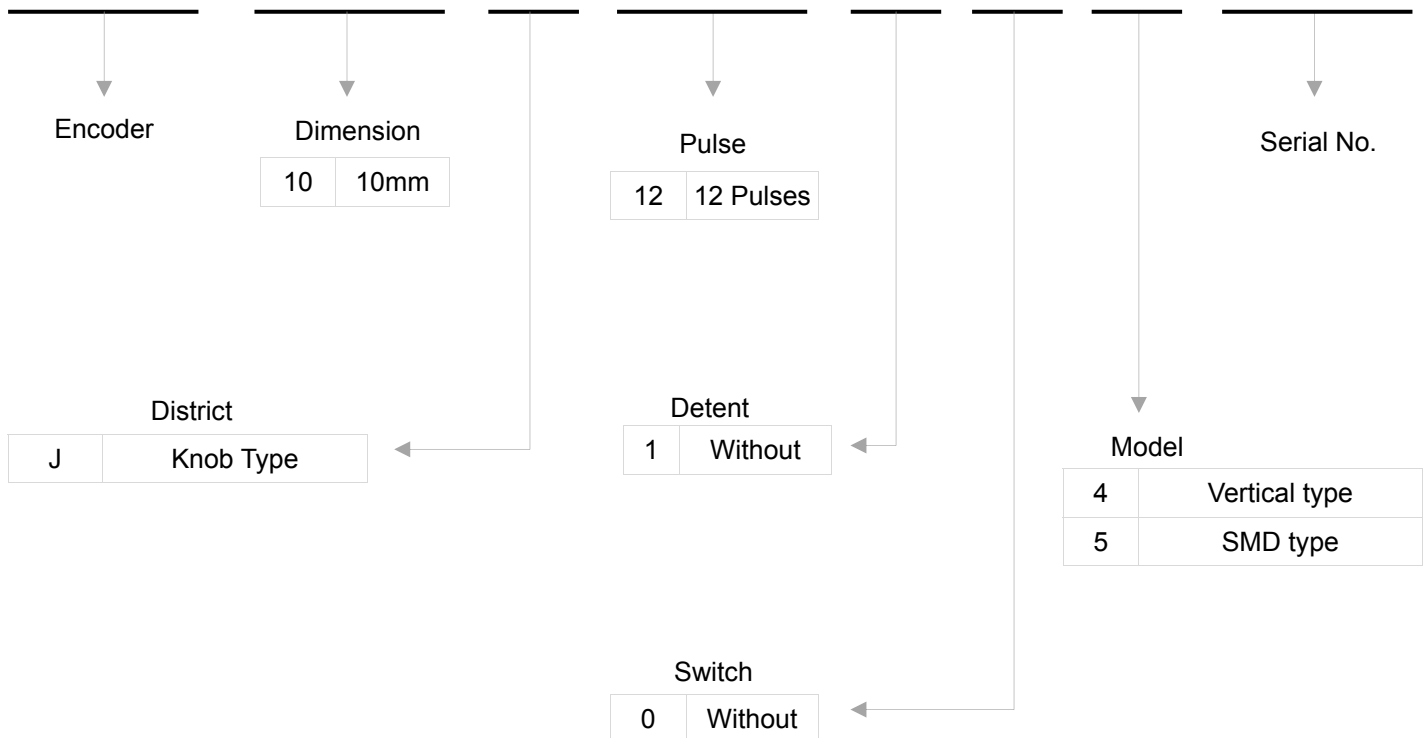 Encoder
Dimension
10 10mm
Pulse
12 12 Pulses
Serial No.
District
J Knob Type
Detent
1 Without
Model
4 Vertical type
5 SMD type
Switch
0 Without